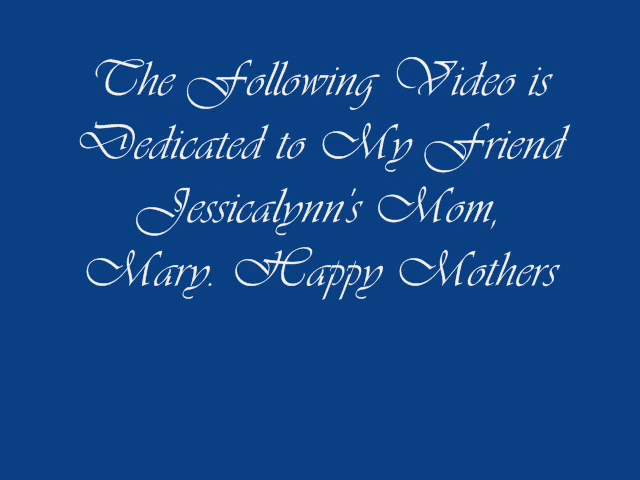 The Following Video is
Dedicated to My Friend
Jessicalynn's Mom,
Mary. Happy Mothers